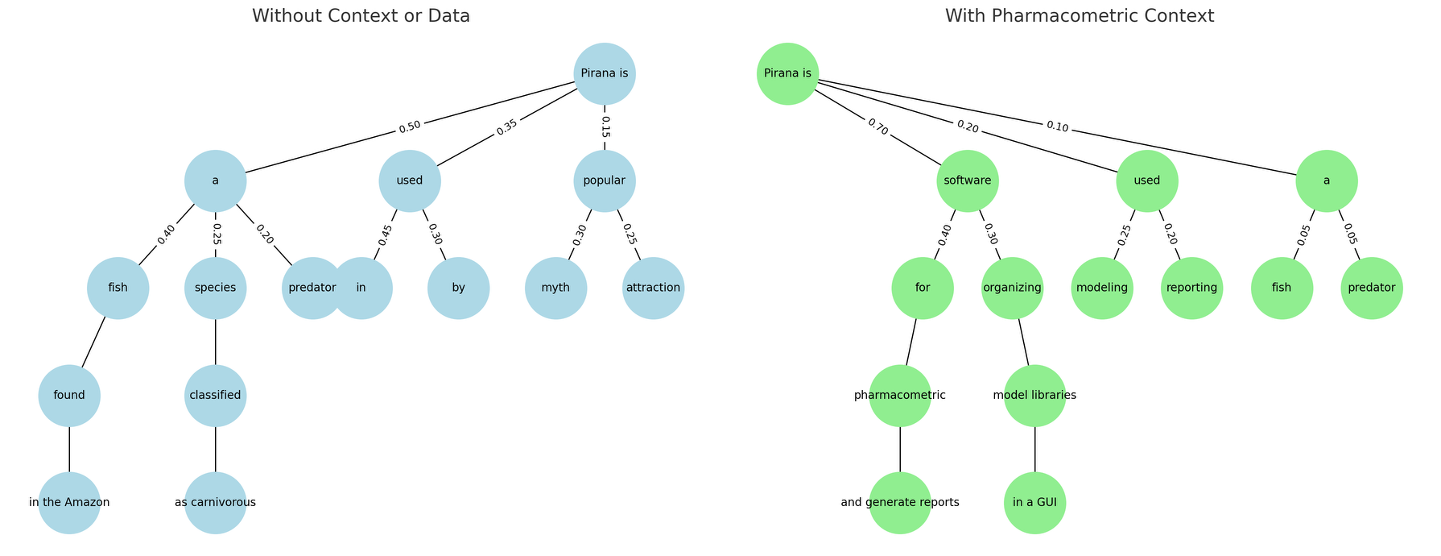 Without Context or Data
Pirana is
0.50
0.35
0.15
a
used
popular
0.40
0.25
0.20
0.45
0.30
0.30
0.25
fish
species
predator
in
by
myth
attraction
found
classified
in the Amazon
as carnivorous
With Pharmacometric Context
Pirana is
0.70
0.20
0.10
software
used
a
0.40
0.30
0.25
0.20
0.05
0.05
for
organizing
modeling
reporting
fish
predator
pharmacometric
model libraries
and generate reports
in a GUI